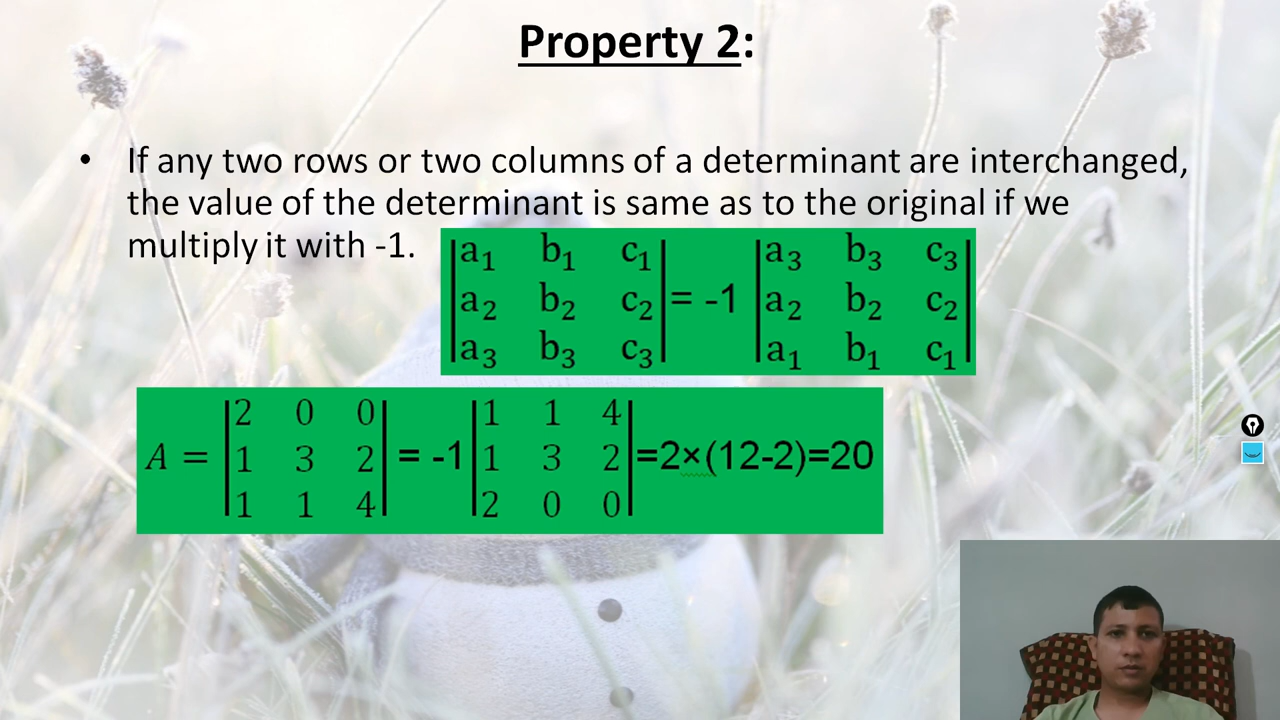 Property 2:
• If any two rows or two columns of a determinant are interchanged,
the value of the determinant is same as to the original if we
multiply it with -1.
|a₁ b₁ c₁| |a₃ b₃ c₃|
|a₂ b₂ c₂| = -1 |a₂ b₂ c₂|
|a₃ b₃ c₃| |a₁ b₁ c₁|
|2 0 0| |1 1 4|
A = |1 3 2| = -1 |1 3 2| =2×(12-2)=20
|1 1 4| |2 0 0|